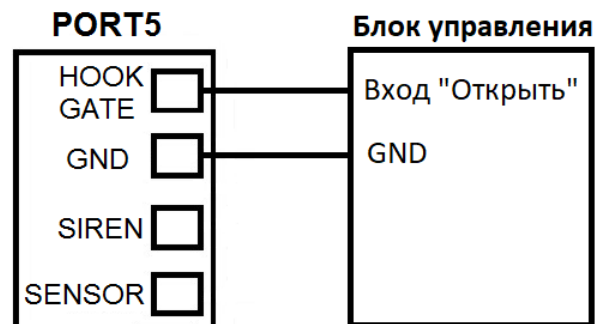 PORT5
Блок управления
HOOK
GATE
Вход "Открыть"
GND
GND
SIREN
SENSOR